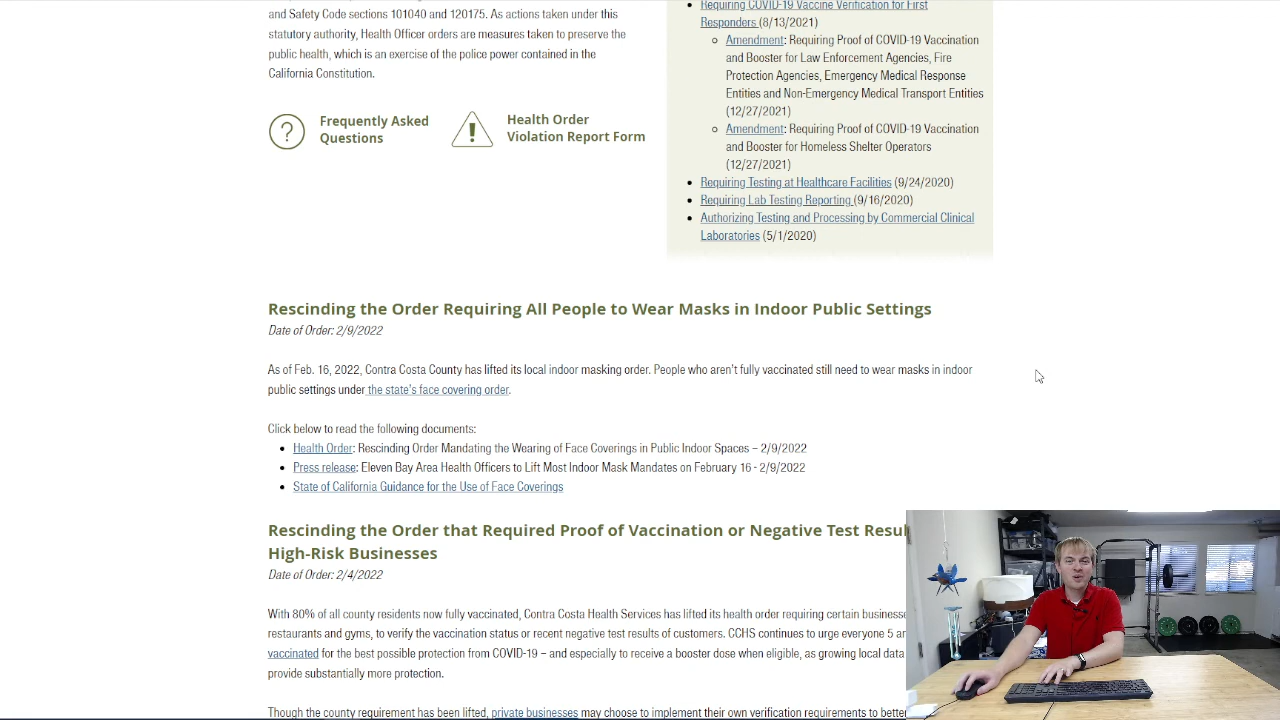 and Safety Code sections 101040 and 120175. As actions taken under this
statutory authority, Health Officer orders are measures taken to preserve the
public health, which is an exercise of the police power contained in the
California Constitution.
Frequently Asked
Questions
Health Order
Violation Report Form
Requiring COVID-19 Vaccine Verification for First
Responders (8/13/2021)
Amendment: Requiring Proof of COVID-19 Vaccination
and Booster for Law Enforcement Agencies, Fire
Protection Agencies, Emergency Medical Response
Entities and Non-Emergency Medical Transport Entities
(12/27/2021)
Amendment: Requiring Proof of COVID-19 Vaccination
and Booster for Homeless Shelter Operators
(12/27/2021)
Requiring Testing at Healthcare Facilities (9/24/2020)
Requiring Lab Testing Reporting (9/16/2020)
Authorizing Testing and Processing by Commercial Clinical
Laboratories (5/1/2020)
Rescinding the Order Requiring All People to Wear Masks in Indoor Public Settings
Date of Order: 2/9/2022
As of Feb. 16, 2022, Contra Costa County has lifted its local indoor masking order. People who aren't fully vaccinated still need to wear masks in indoor
public settings under the state's face covering order.
Click below to read the following documents:
Health Order: Rescinding Order Mandating the Wearing of Face Coverings in Public Indoor Spaces – 2/9/2022
Press release: Eleven Bay Area Health Officers to Lift Most Indoor Mask Mandates on February 16 - 2/9/2022
State of California Guidance for the Use of Face Coverings
Rescinding the Order that Required Proof of Vaccination or Negative Test Resul
High-Risk Businesses
Date of Order: 2/4/2022
With 80% of all county residents now fully vaccinated, Contra Costa Health Services has lifted its health order requiring certain business
restaurants and gyms, to verify the vaccination status or recent negative test results of customers. CCHS continues to urge everyone 5 a
vaccinated for the best possible protection from COVID-19 – and especially to receive a booster dose when eligible, as growing local data
provide substantially more protection.
Though the county requirement has been lifted, private businesses may choose to implement their own verification requirements to better